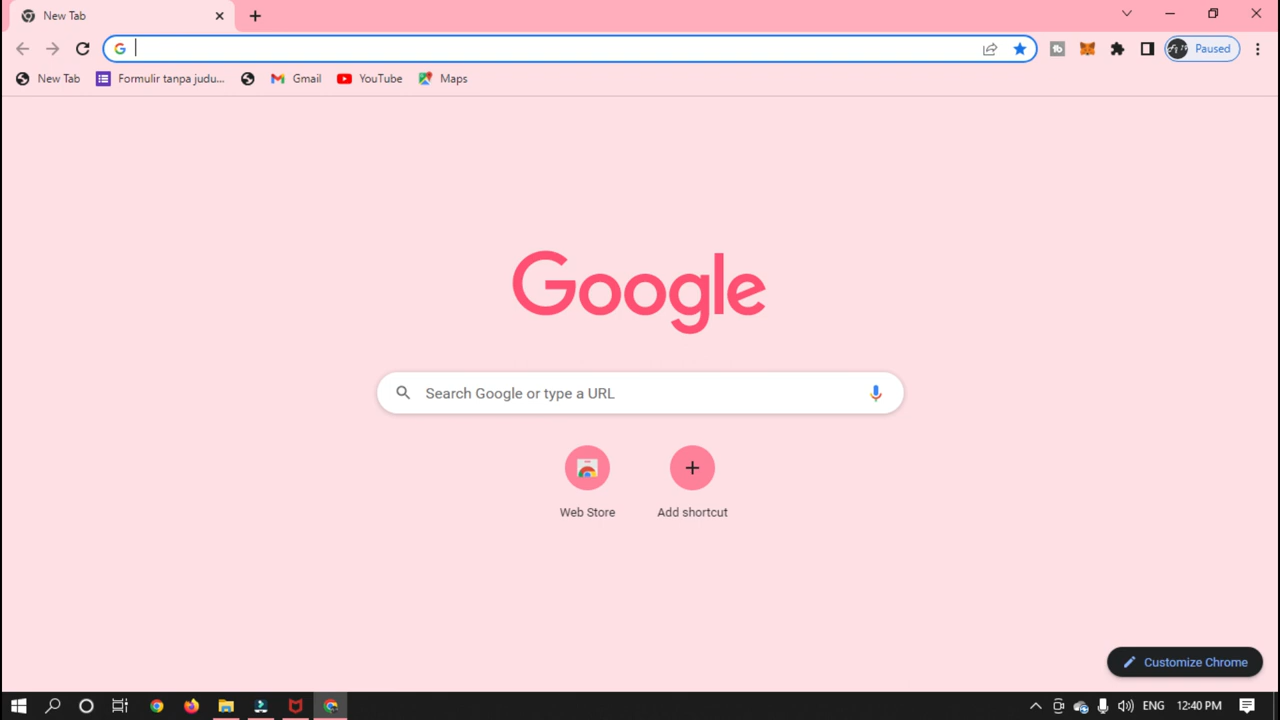 New Tab
Paused
New Tab
Formulir tanpa judu...
Gmail
YouTube
Maps
Google
Search Google or type a URL
Web Store
Add shortcut
Customize Chrome
ENG
12:40 PM